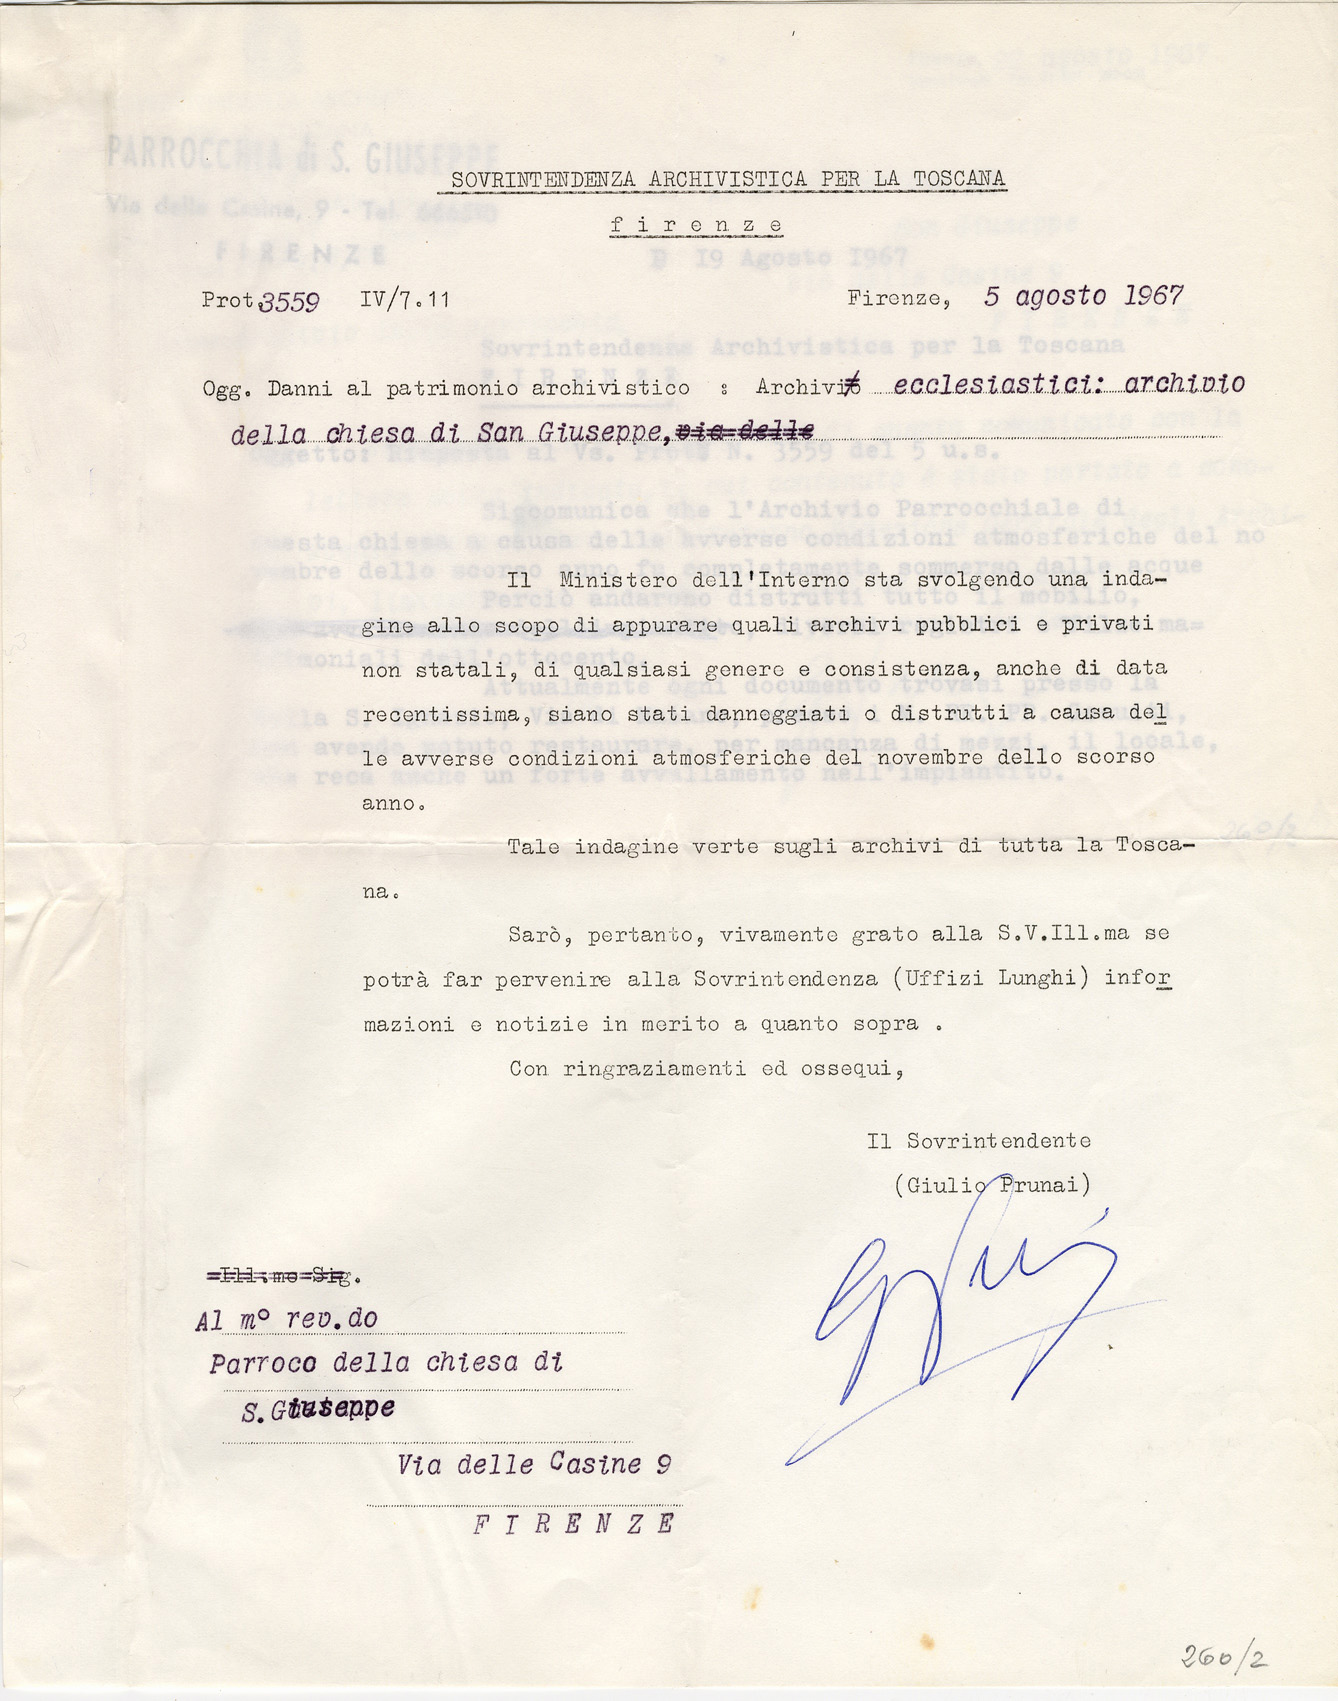 SOVRINTENDENZA ARCHIVISTICA PER LA TOSCANA
firenze
Prot. 3559 IV/7.11 Firenze, 5 agosto 1967
Ogg. Danni al patrimonio archivistico : Archivi ecclesiastici: archivio
della chiesa di San Giuseppe, via delle
Il Ministero dell'Interno sta svolgendo una inda-
gine allo scopo di appurare quali archivi pubblici e privati
non statali, di qualsiasi genere e consistenza, anche di data
recentissima, siano stati danneggiati o distrutti a causa del
le avverse condizioni atmosferiche del novembre dello scorso
anno.
Tale indagine verte sugli archivi di tutta la Tosca-
na.
Sarò, pertanto, vivamente grato alla S.V.Ill.ma se
potrà far pervenire alla Sovrintendenza (Uffizi Lunghi) infor
mazioni e notizie in merito a quanto sopra .
Con ringraziamenti ed ossequi,
Il Sovrintendente
(Giulio Prunai)
Ill.mo Sig.
Al m° rev.do
Parroco della chiesa di
S. Giuseppe
Via delle Casine 9
FIRENZE
260/2